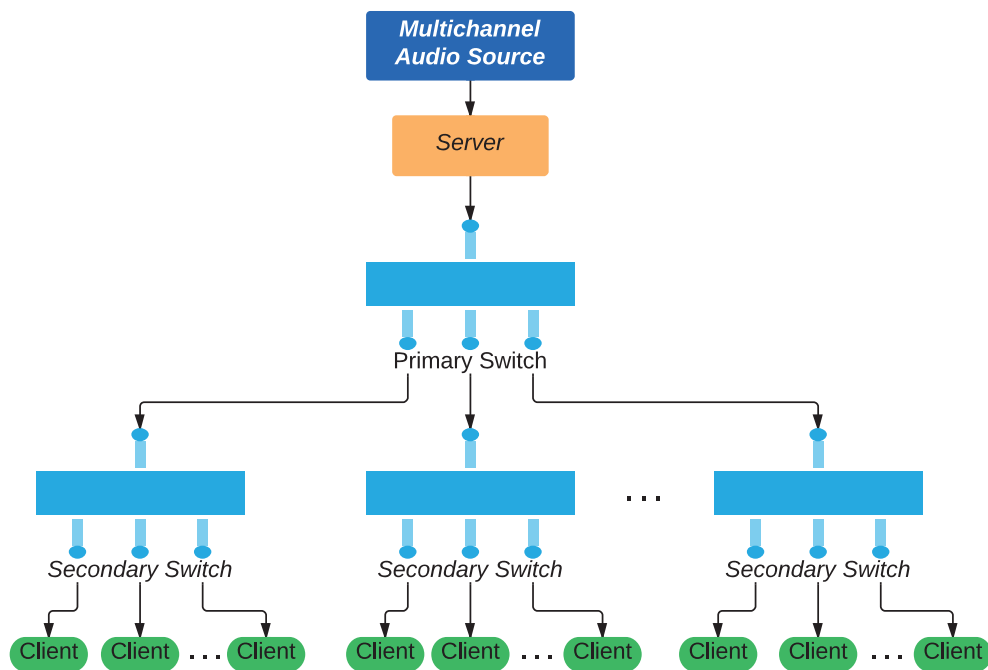 Multichannel
Audio Source
Server
Primary Switch
. . .
Secondary Switch Secondary Switch Secondary Switch
Client Client . . . Client Client Client . . . Client Client Client . . . Client